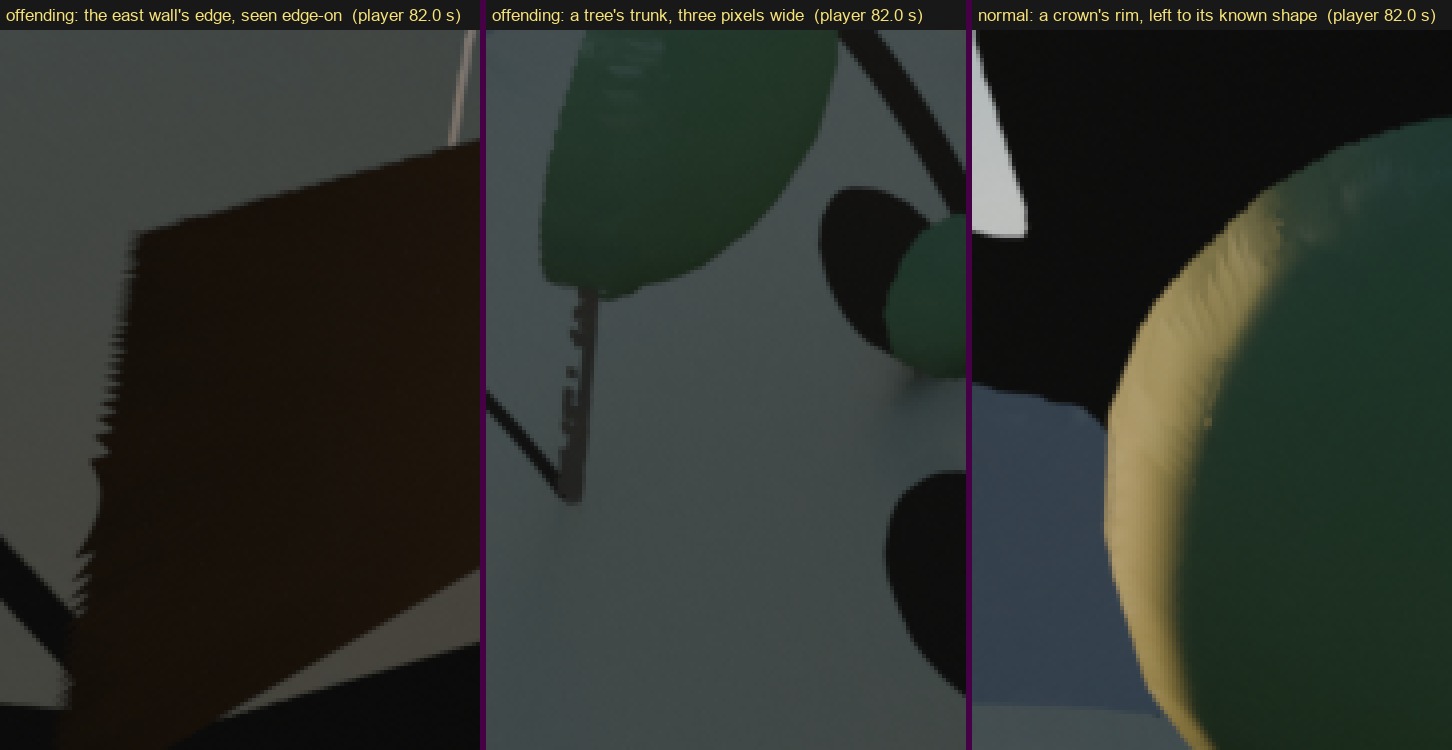 offending: the east wall's edge, seen edge-on (player 82.0 s)
offending: a tree's trunk, three pixels wide (player 82.0 s)
normal: a crown's rim, left to its known shape (player 82.0 s)